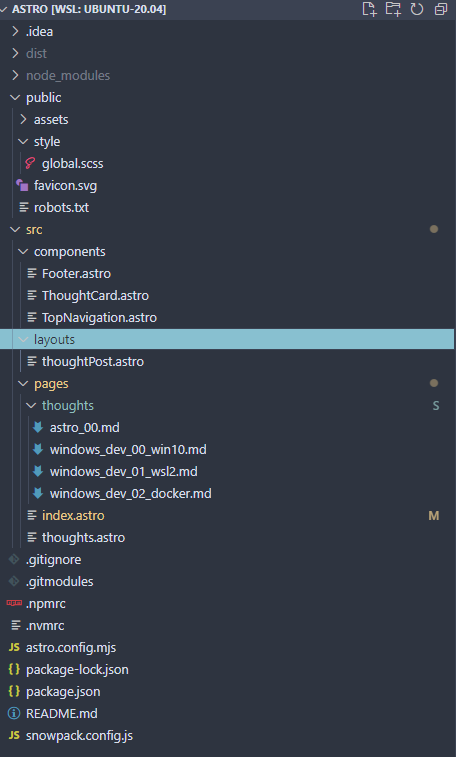 ASTRO [WSL: UBUNTU-20.04]
.idea
dist
node_modules
public
assets
style
global.scss
favicon.svg
robots.txt
src
components
Footer.astro
ThoughtCard.astro
TopNavigation.astro
layouts
thoughtPost.astro
pages
thoughts S
astro_00.md
windows_dev_00_win10.md
windows_dev_01_wsl2.md
windows_dev_02_docker.md
index.astro M
thoughts.astro
.gitignore
.gitmodules
.npmrc
.nvmrc
JS astro.config.mjs
{} package-lock.json
{} package.json
README.md
JS snowpack.config.js